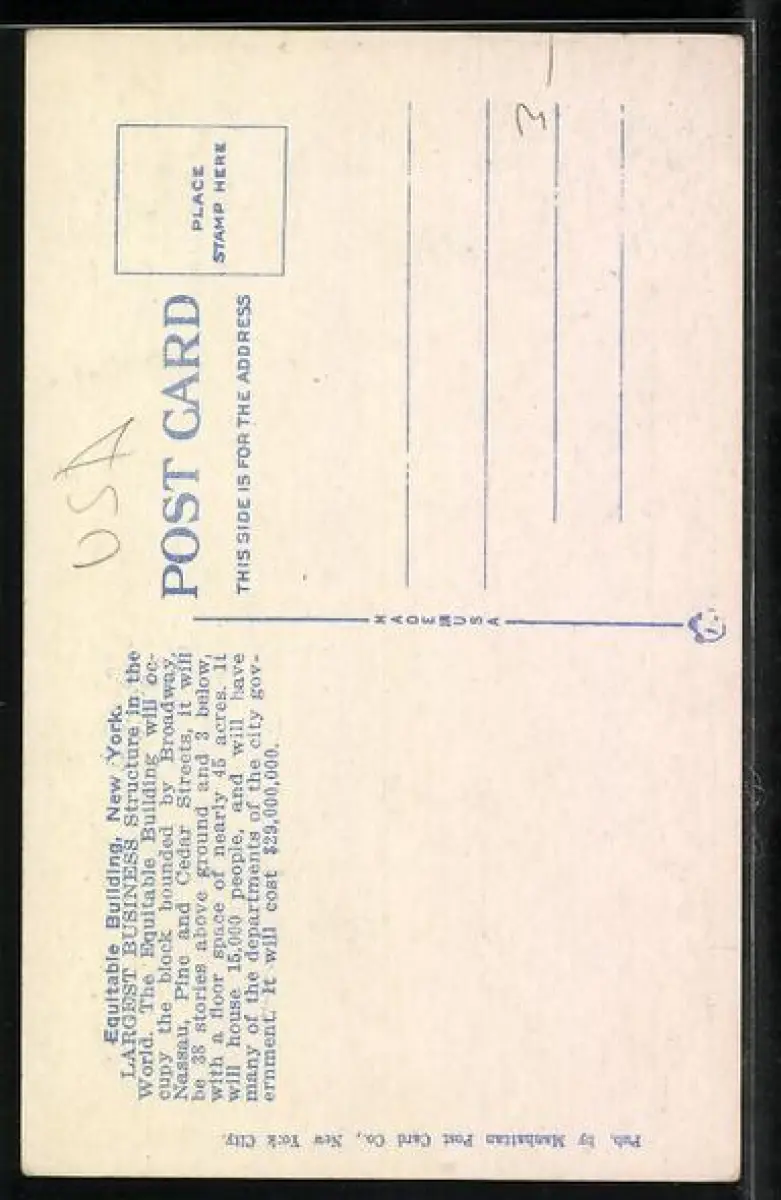 Equitable Building, New York.
LARGEST BUSINESS Structure in the
World. The Equitable Building will oc-
cupy the block bounded by Broadway,
Nassau, Pine and Cedar Streets, it will
be 38 stories above ground and 3 below,
with a floor space of nearly 45 acres. It
will house 15,000 people, and will have
many of the departments of the city gov-
ernment. It will cost $29,000,000.
Pub. by Manhattan Post Card Co., New York City.
MADE IN USA
USA
POST CARD
THIS SIDE IS FOR THE ADDRESS
PLACE
STAMP HERE
3-